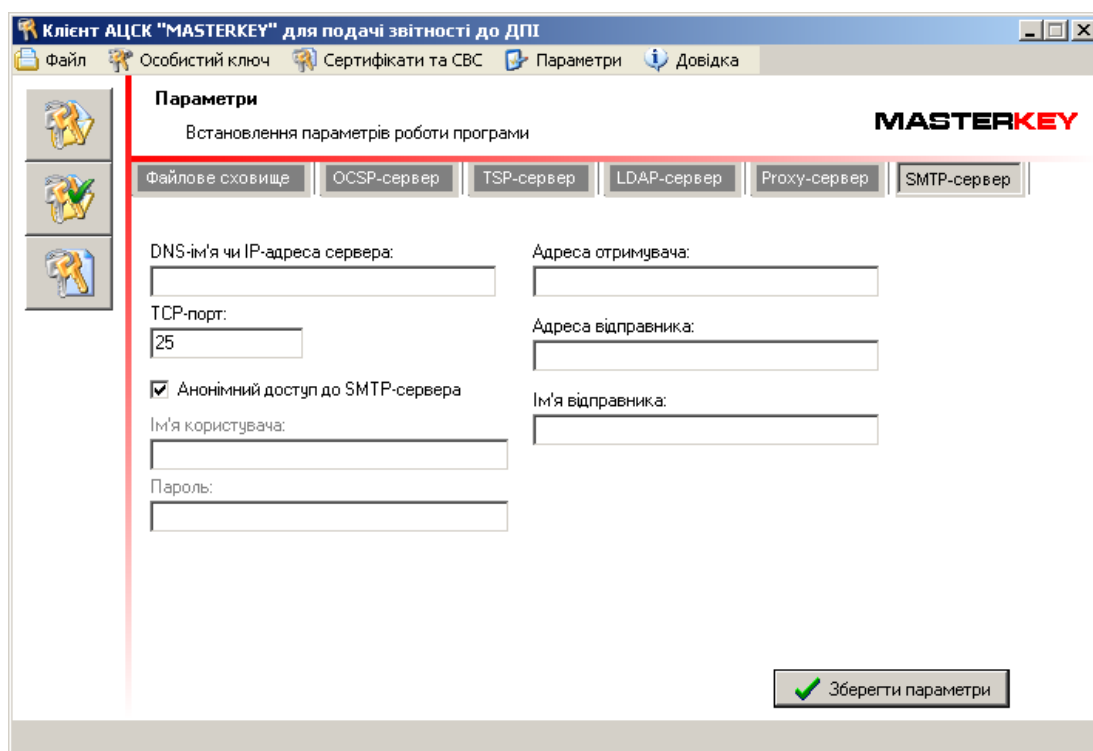 Клієнт АЦСК "MASTERKEY" для подачі звітності до ДПІ
Файл Особистий ключ Сертифікати та СВС Параметри Довідка
Параметри
Встановлення параметрів роботи програми
MASTERKEY
Файлове сховище OCSP-сервер TSP-сервер LDAP-сервер Proxy-сервер SMTP-сервер
DNS-ім'я чи IP-адреса сервера:
TCP-порт:
25
Анонімний доступ до SMTP-сервера
Ім'я користувача:
Пароль:
Адреса отримувача:
Адреса відправника:
Ім'я відправника:
Зберегти параметри